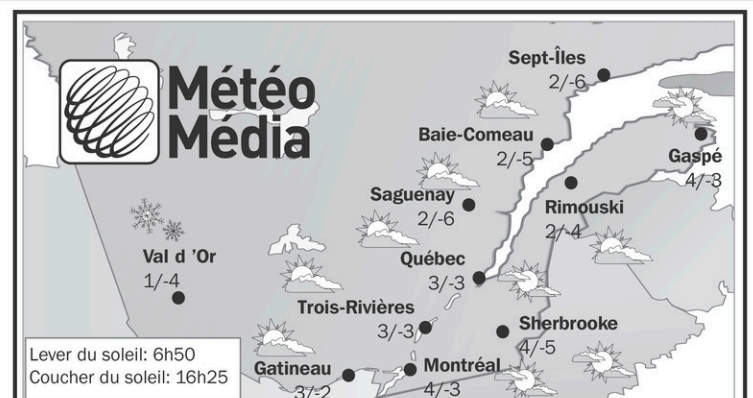 Météo
Média
Sept-Îles
2/-6
Baie-Comeau
2/-5
Gaspé
4/-3
Saguenay
2/-6
Rimouski
2/-4
Val d 'Or
1/-4
Québec
3/-3
Trois-Rivières
3/-3
Sherbrooke
4/-5
Lever du soleil: 6h50
Coucher du soleil: 16h25
Gatineau
3/-2
Montréal
4/-3